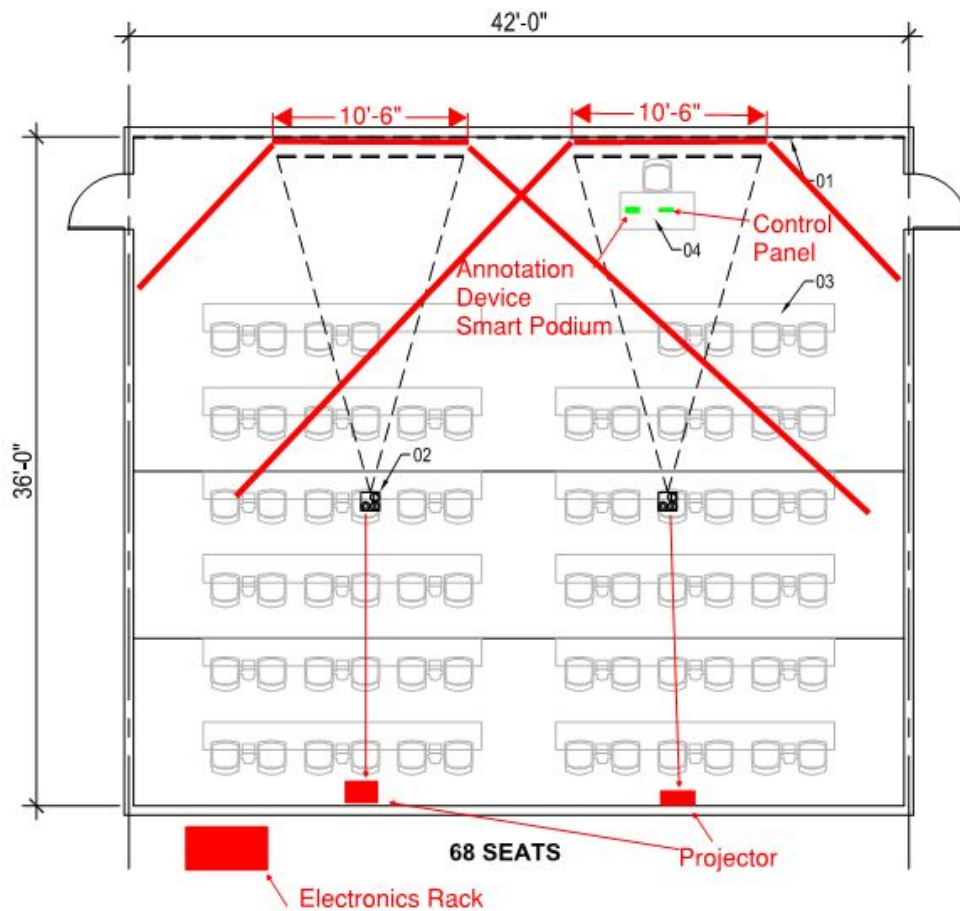 42'-0"
10'-6"
10'-6"
01
Control
Panel
04
Annotation
Device
Smart Podium
03
36'-0"
02
68 SEATS
Projector
Electronics Rack